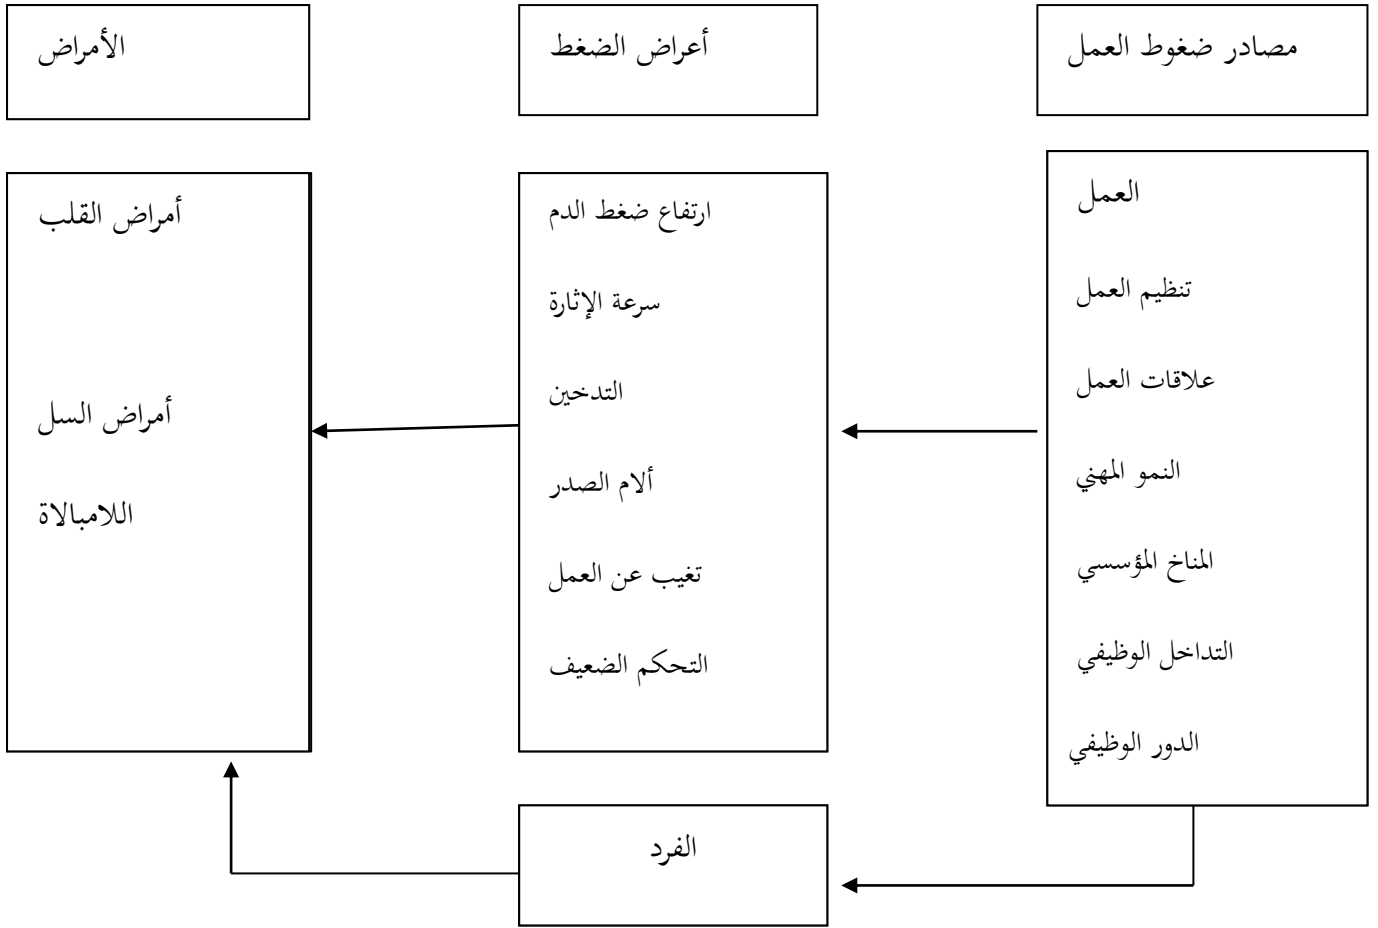 مصادر ضغوط العمل
أعراض الضغط
الأمراض
العمل
تنظيم العمل
علاقات العمل
النمو المهني
المناخ المؤسسي
التداخل الوظيفي
الدور الوظيفي
ارتفاع ضغط الدم
سرعة الإثارة
التدخين
ألام الصدر
تغيب عن العمل
التحكم الضعيف
أمراض القلب
أمراض السل
اللامبالاة
الفرد